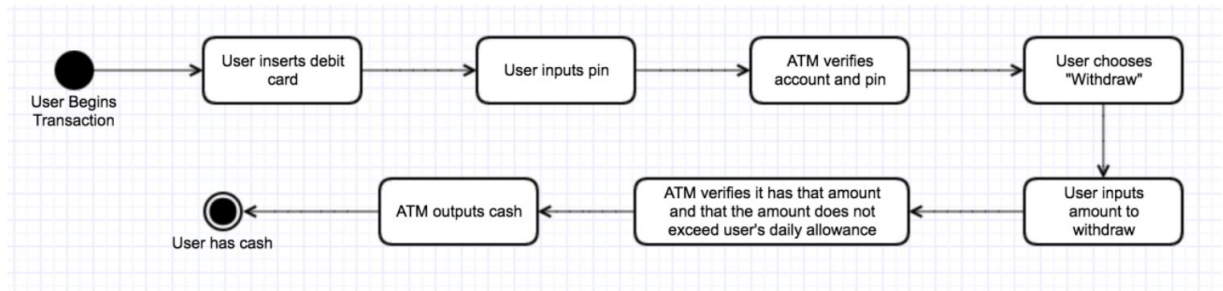 User Begins
Transaction
User inserts debit
card
User inputs pin
ATM verifies
account and pin
User chooses
"Withdraw"
User inputs
amount to
withdraw
ATM verifies it has that amount
and that the amount does not
exceed user's daily allowance
ATM outputs cash
User has cash